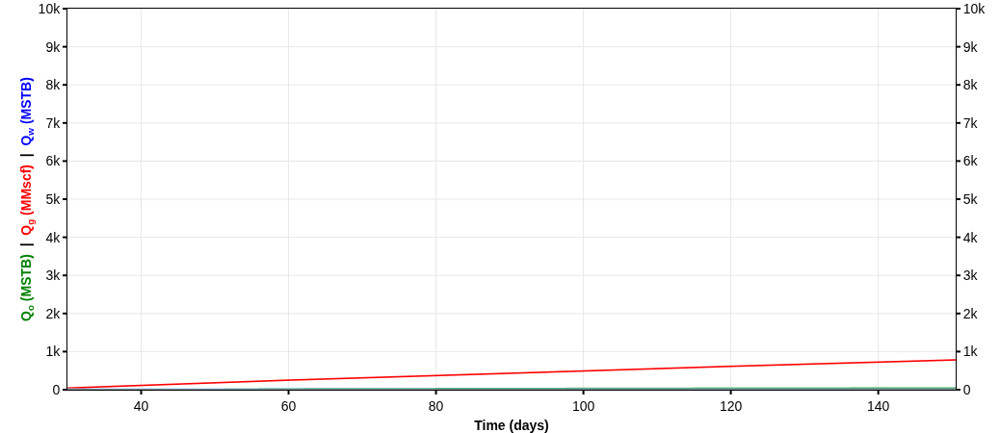 10k
9k
8k
7k
6k
5k
4k
3k
2k
1k
0
10k
9k
8k
7k
6k
5k
4k
3k
2k
1k
0
Qo (MSTB) | Qg (MMscf) | Qw (MSTB)
40 60 80 100 120 140
Time (days)